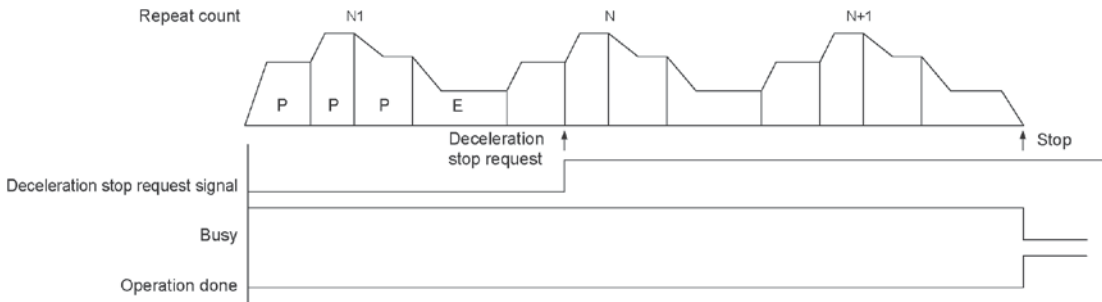 Repeat count
N1
N
N+1
P
P
P
E
Deceleration
stop request
Stop
Deceleration stop request signal
Busy
Operation done